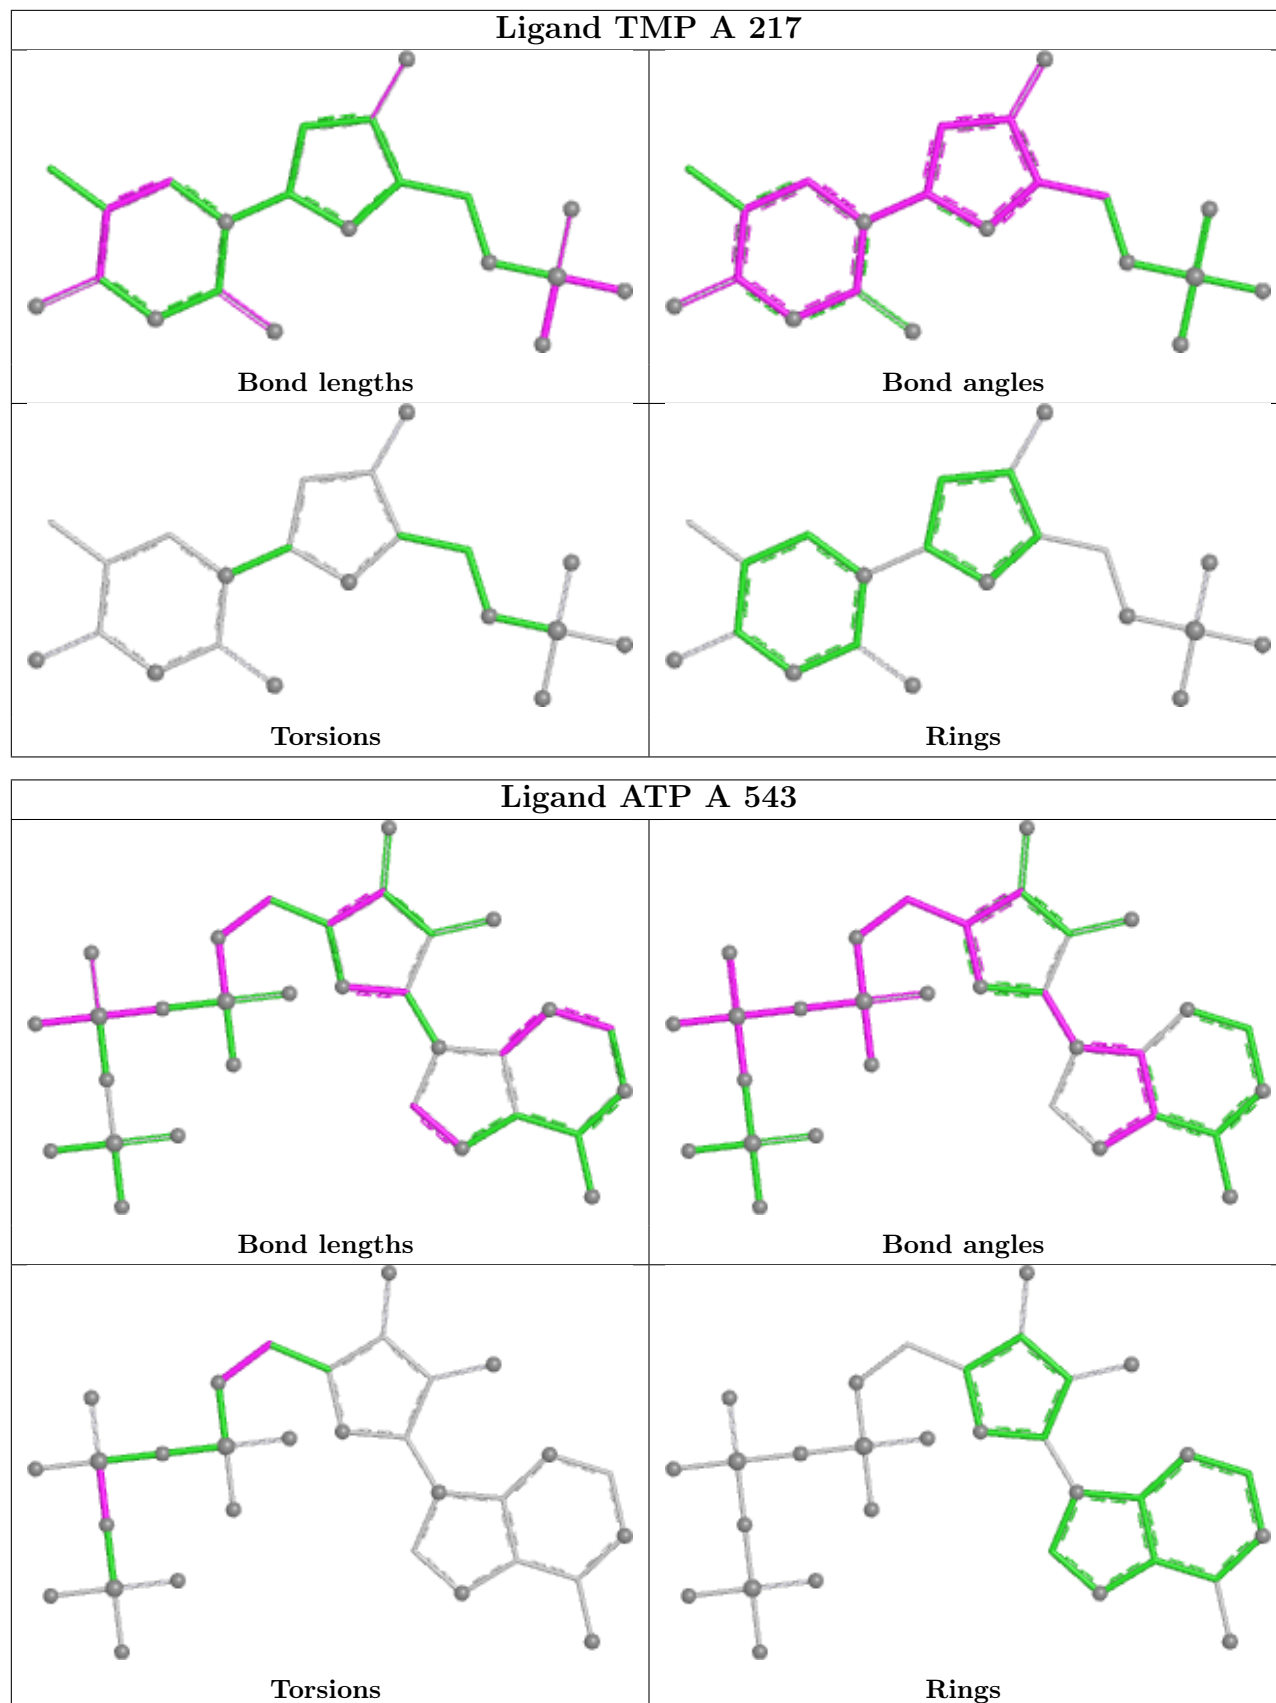 Ligand TMP A 217
Bond lengths
Bond angles
Torsions
Rings
Ligand ATP A 543
Bond lengths
Bond angles
Torsions
Rings